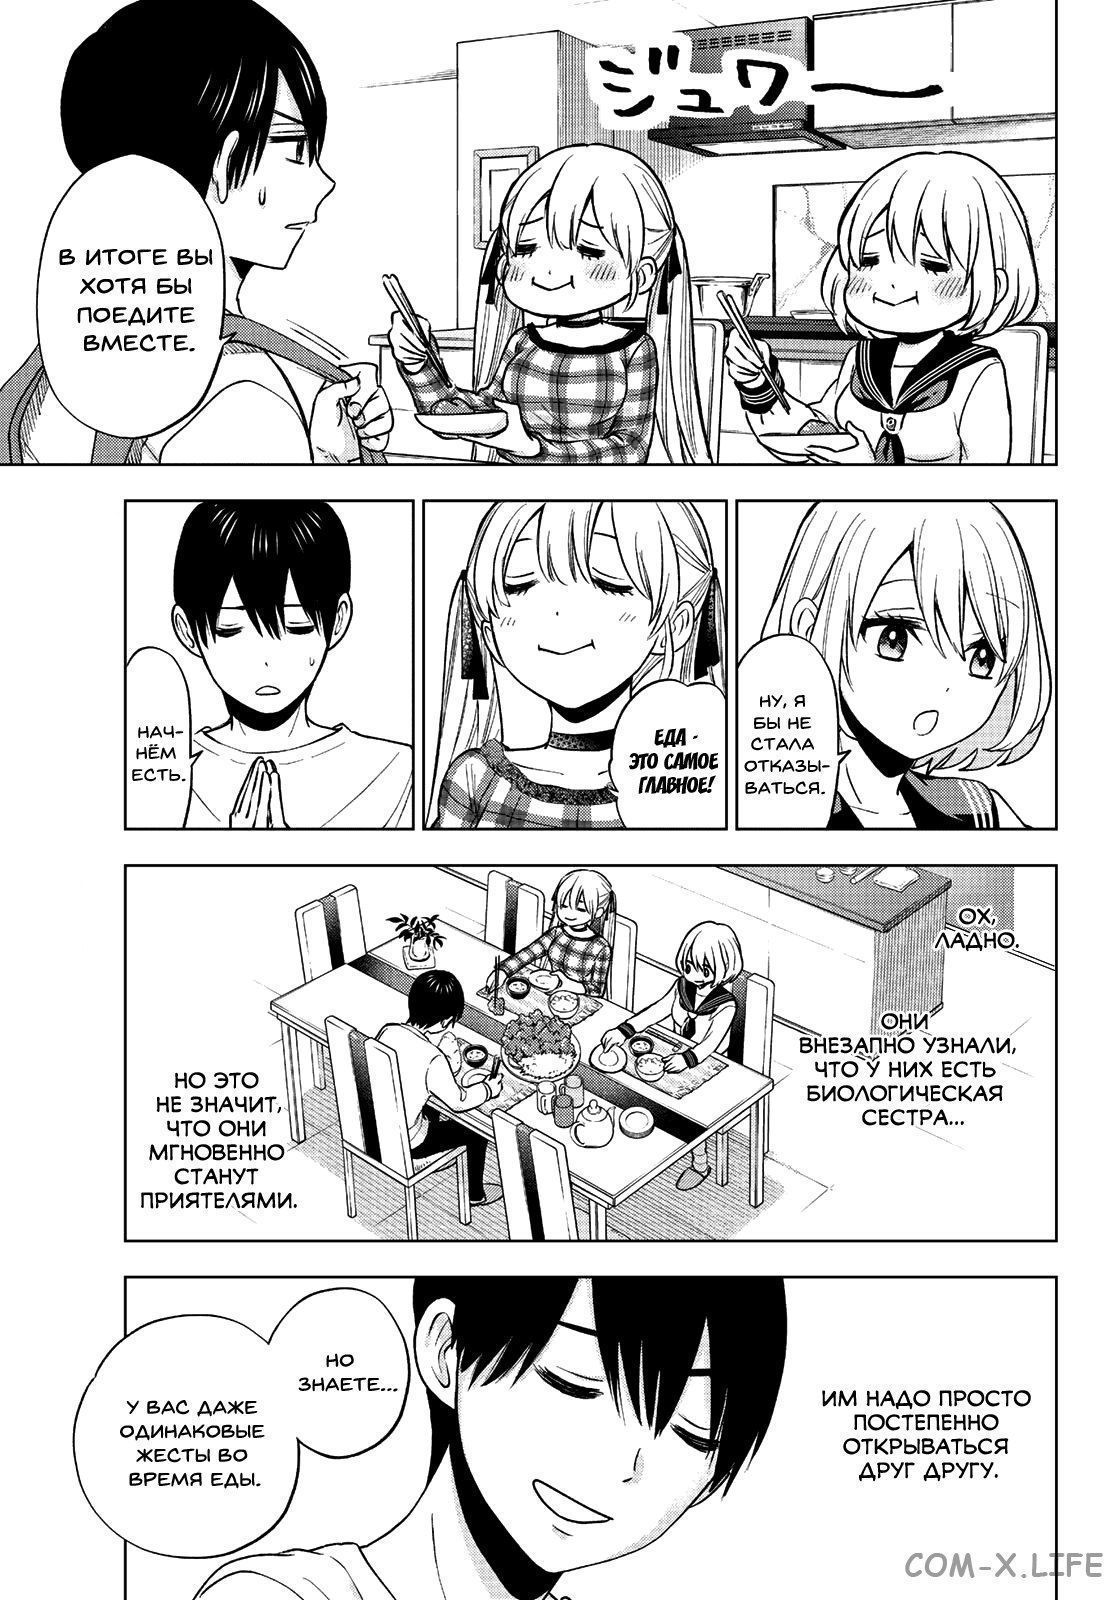 ジュワー
В ИТОГЕ ВЫ
ХОТЯ БЫ
ПОЕДИТЕ
ВМЕСТЕ.
НУ, Я
БЫ НЕ
СТАЛА
ОТКАЗЫ-
ВАТЬСЯ.
ЕДА -
ЭТО САМОЕ
ГЛАВНОЕ!
НАЧ-
НЁМ
ЕСТЬ.
ОХ,
ЛАДНО.
ОНИ
ВНЕЗАПНО УЗНАЛИ,
ЧТО У НИХ ЕСТЬ
БИОЛОГИЧЕСКАЯ
СЕСТРА...
НО ЭТО
НЕ ЗНАЧИТ,
ЧТО ОНИ
МГНОВЕННО
СТАНУТ
ПРИЯТЕЛЯМИ.
ИМ НАДО ПРОСТО
ПОСТЕПЕННО
ОТКРЫВАТЬСЯ
ДРУГ ДРУГУ.
НО
ЗНАЕТЕ...
У ВАС ДАЖЕ
ОДИНАКОВЫЕ
ЖЕСТЫ ВО
ВРЕМЯ ЕДЫ.
COM-X.LIFE